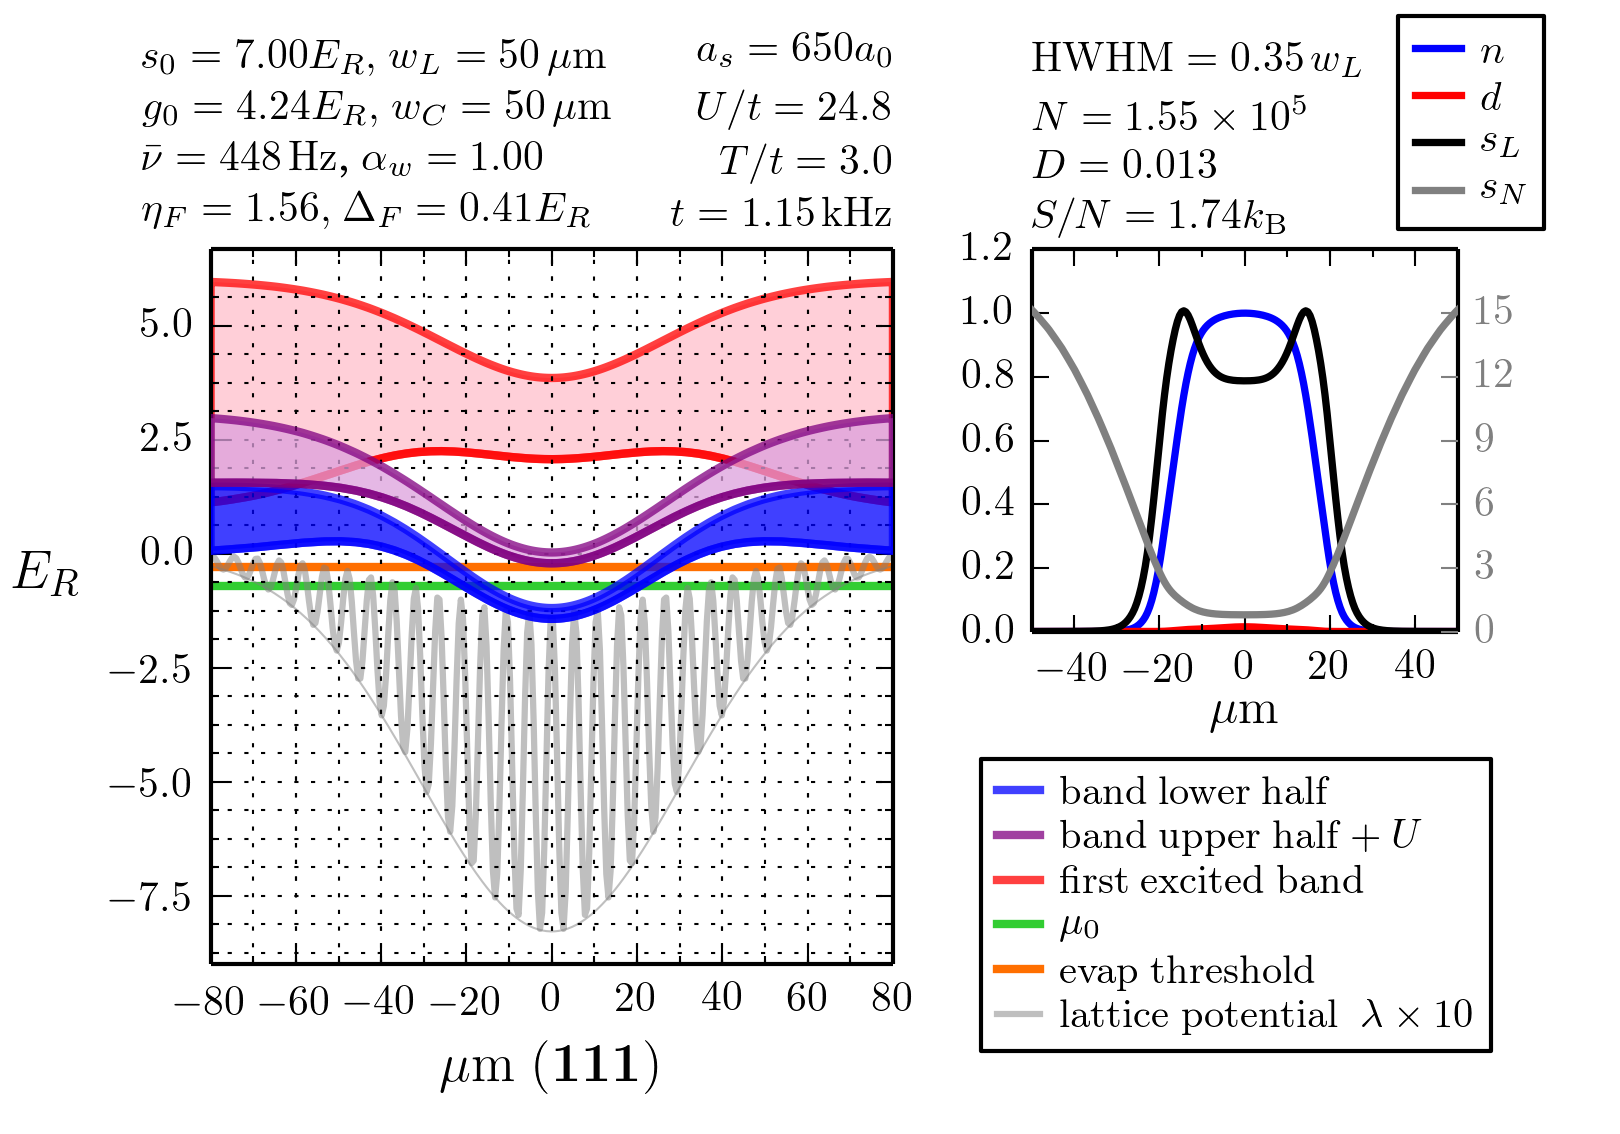 s₀ = 7.00E_R, w_L = 50 μm
g₀ = 4.24E_R, w_C = 50 μm
ν̄ = 448 Hz, α_w = 1.00
η_F = 1.56, Δ_F = 0.41E_R
a_s = 650a₀
U/t = 24.8
T/t = 3.0
t = 1.15 kHz
HWHM = 0.35 w_L
N = 1.55 × 10⁵
D = 0.013
S/N = 1.74k_B
n
d
s_L
s_N
E_R
5.0
2.5
0.0
−2.5
−5.0
−7.5
−80 −60 −40 −20 0 20 40 60 80
μm (111)
1.2
1.0
0.8
0.6
0.4
0.2
0.0
15
12
9
6
3
0
−40 −20 0 20 40
μm
band lower half
band upper half + U
first excited band
μ₀
evap threshold
lattice potential λ × 10